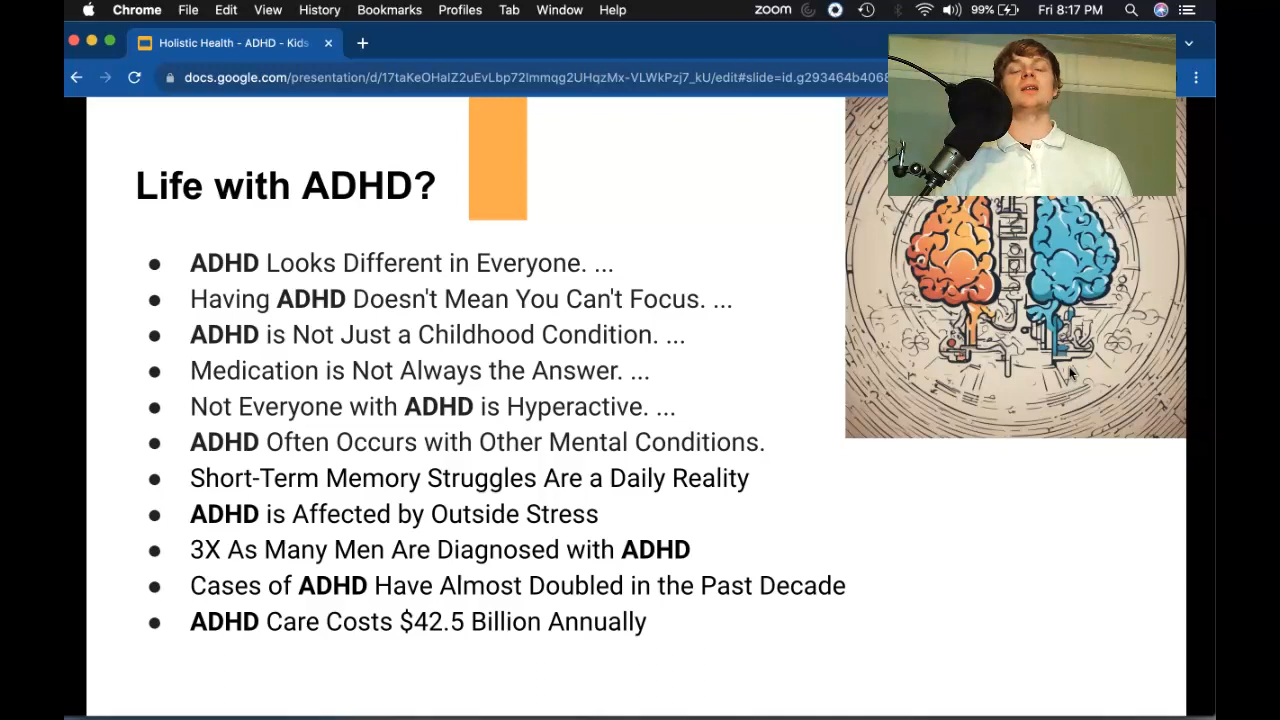 Chrome File Edit View History Bookmarks Profiles Tab Window Help zoom 99% Fri 8:17 PM
Holistic Health - ADHD - Kids
docs.google.com/presentation/d/17taKeOHaIZ2uEvLbp72lmmqg2UHqzMx-VLWkPzj7_kU/edit#slide=id.g293464b4068
Life with ADHD?
● ADHD Looks Different in Everyone. ...
● Having ADHD Doesn't Mean You Can't Focus. ...
● ADHD is Not Just a Childhood Condition. ...
● Medication is Not Always the Answer. ...
● Not Everyone with ADHD is Hyperactive. ...
● ADHD Often Occurs with Other Mental Conditions.
● Short-Term Memory Struggles Are a Daily Reality
● ADHD is Affected by Outside Stress
● 3X As Many Men Are Diagnosed with ADHD
● Cases of ADHD Have Almost Doubled in the Past Decade
● ADHD Care Costs $42.5 Billion Annually